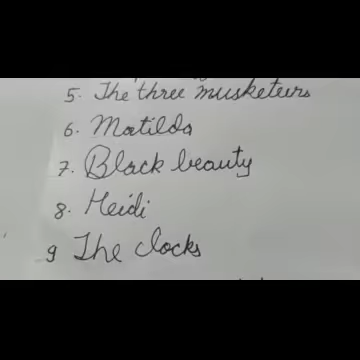 5. The three musketeers
6. Matilda
7. Black beauty
8. Heidi
9 The clocks